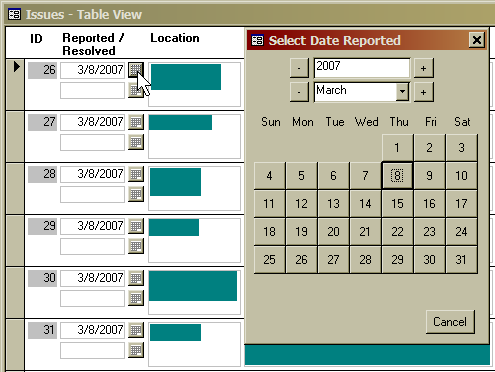 Issues - Table View
ID
Reported /
Resolved
Location
26
3/8/2007
27
3/8/2007
28
3/8/2007
29
3/8/2007
30
3/8/2007
31
3/8/2007
Select Date Reported
- 2007 +
- March +
Sun Mon Tue Wed Thu Fri Sat
1 2 3
4 5 6 7 8 9 10
11 12 13 14 15 16 17
18 19 20 21 22 23 24
25 26 27 28 29 30 31
Cancel